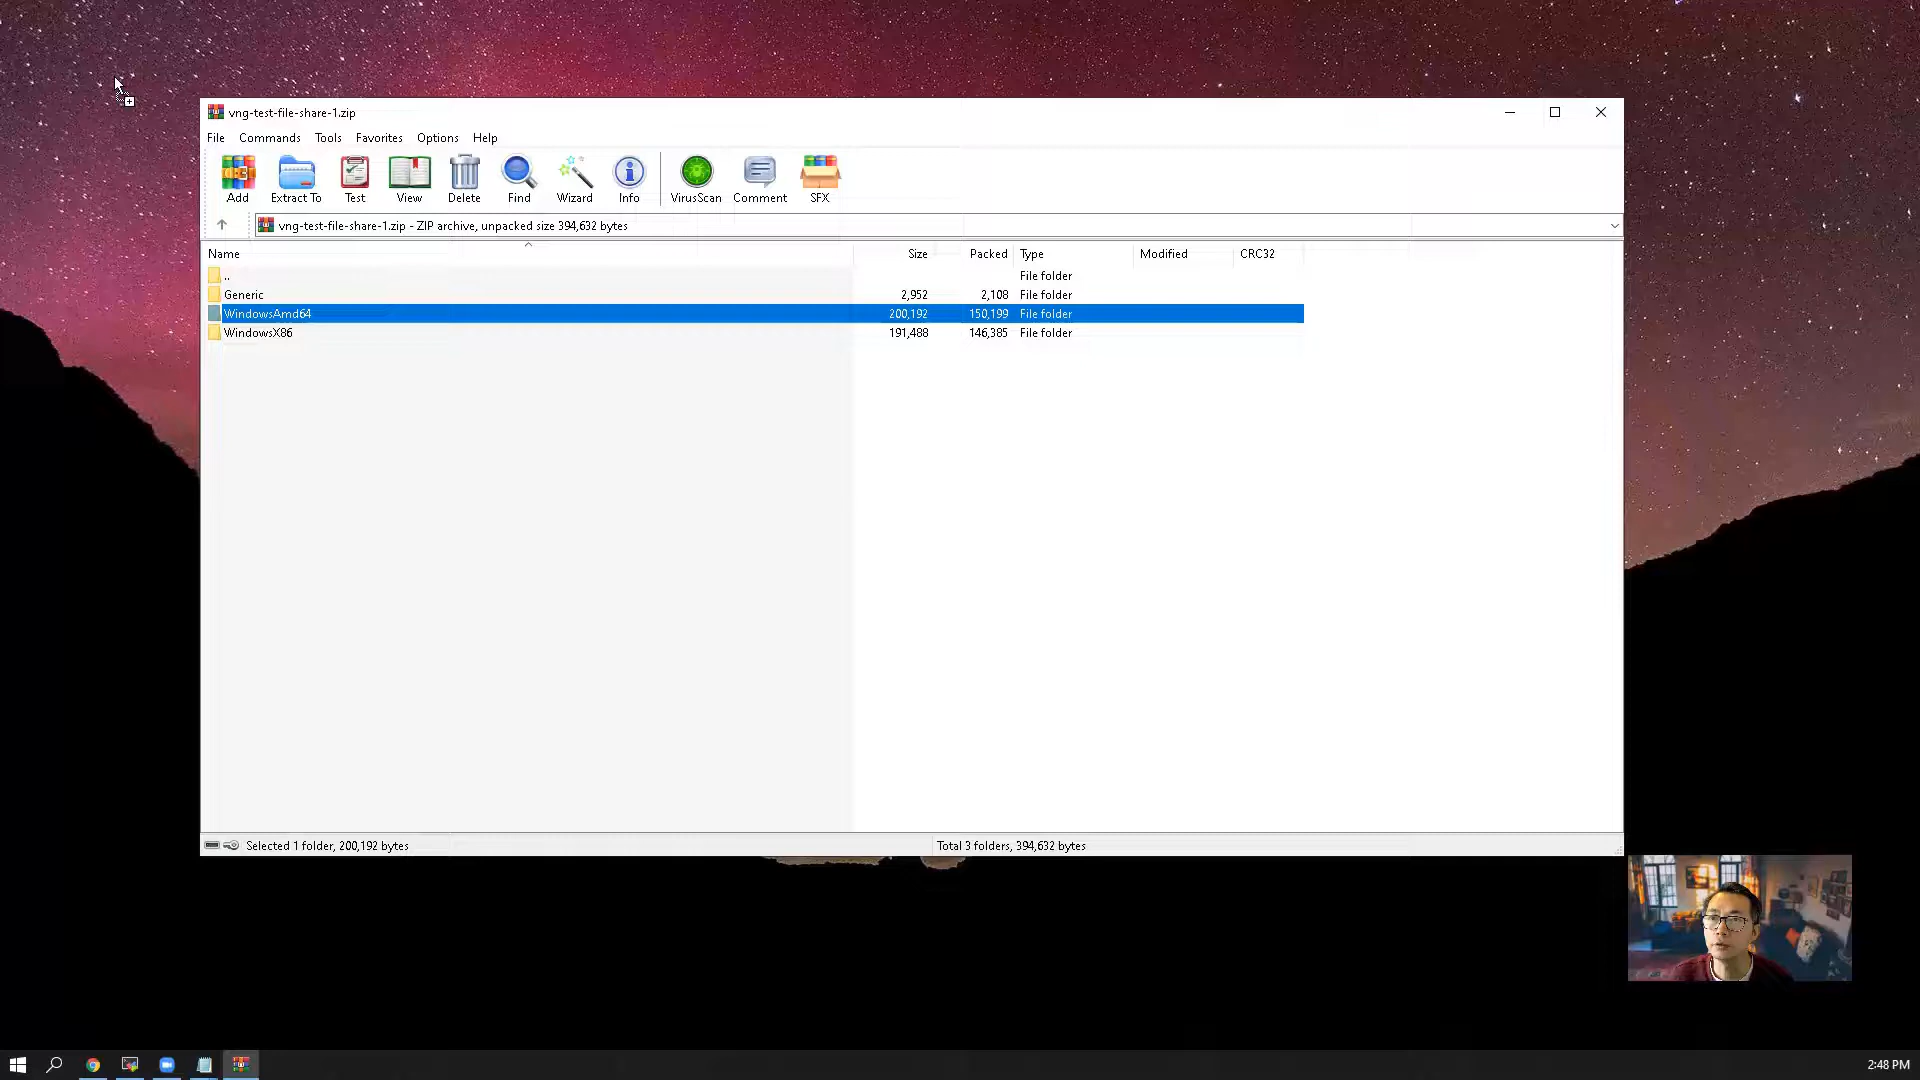 vng-test-file-share-1.zip
File Commands Tools Favorites Options Help
Add Extract To Test View Delete Find Wizard Info VirusScan Comment SFX
vng-test-file-share-1.zip - ZIP archive, unpacked size 394,632 bytes
Name Size Packed Type Modified CRC32
.. File folder
Generic 2,952 2,108 File folder
WindowsAmd64 200,192 150,199 File folder
WindowsX86 191,488 146,385 File folder
Selected 1 folder, 200,192 bytes Total 3 folders, 394,632 bytes
2:48 PM